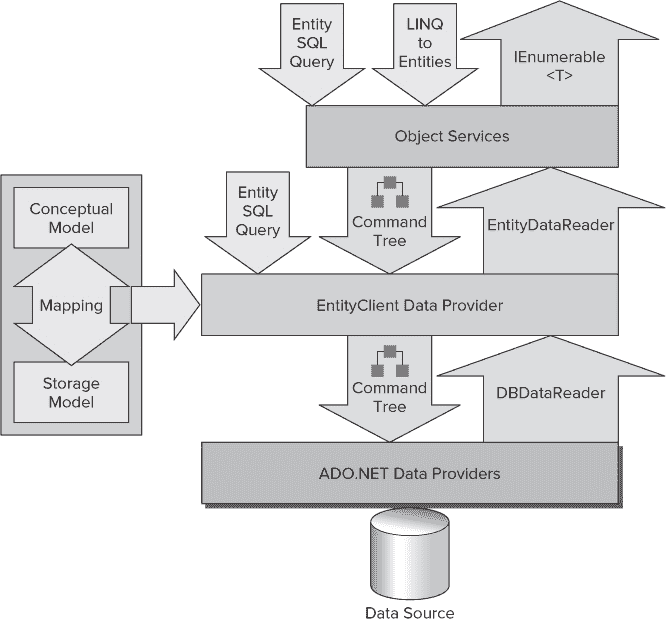 Entity
SQL
Query
LINQ
to
Entities
IEnumerable
<T>
Object Services
Conceptual
Model
Mapping
Storage
Model
Entity
SQL
Query
Command
Tree
EntityDataReader
EntityClient Data Provider
Command
Tree
DBDataReader
ADO.NET Data Providers
Data Source